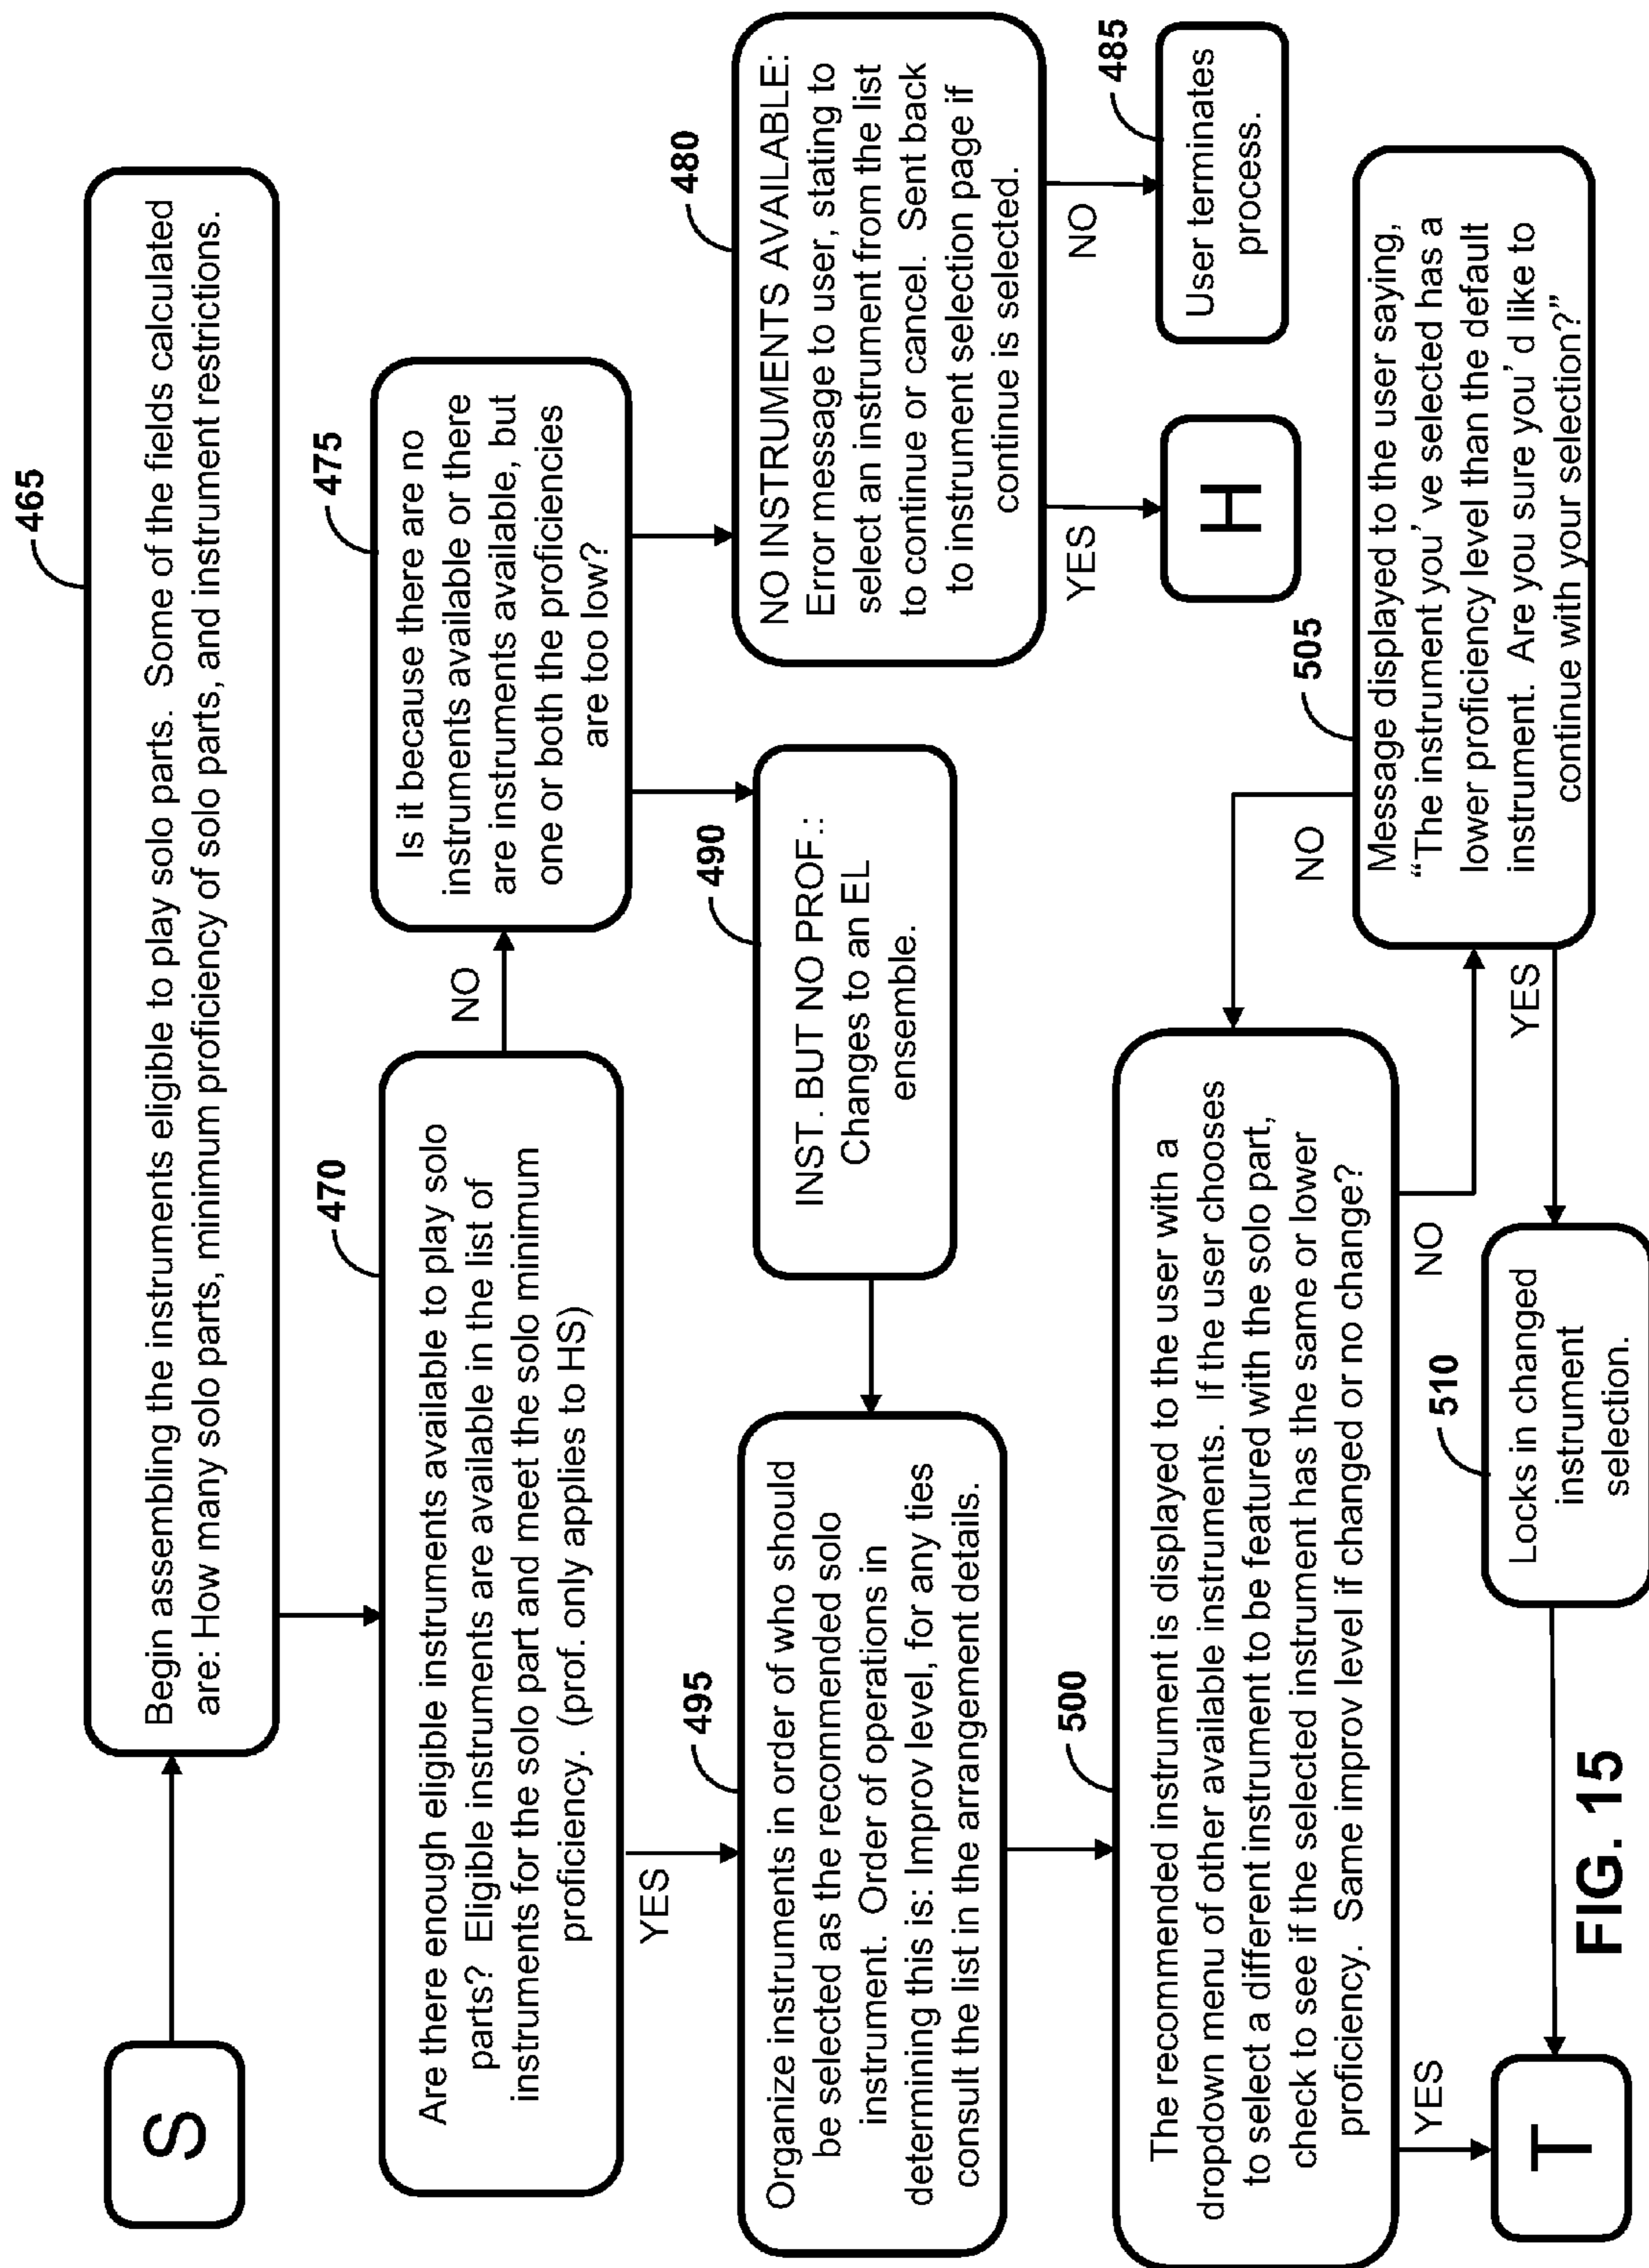 S
465
Begin assembling the instruments eligible to play solo parts. Some of the fields calculated
are: How many solo parts, minimum proficiency of solo parts, and instrument restrictions.
470
Are there enough eligible instruments available to play solo
parts? Eligible instruments are available in the list of
instruments for the solo part and meet the solo minimum
proficiency. (prof. only applies to HS)
NO
475
Is it because there are no
instruments available or there
are instruments available, but
one or both the proficiencies
are too low?
YES
490
INST. BUT NO PROF.:
Changes to an EL
ensemble.
480
NO INSTRUMENTS AVAILABLE:
Error message to user, stating to
select an instrument from the list
to continue or cancel. Sent back
to instrument selection page if
continue is selected.
YES
NO
H
485
User terminates
process.
495
Organize instruments in order of who should
be selected as the recommended solo
instrument. Order of operations in
determining this is: Improv level, for any ties
consult the list in the arrangement details.
500
The recommended instrument is displayed to the user with a
dropdown menu of other available instruments. If the user chooses
to select a different instrument to be featured with the solo part,
check to see if the selected instrument has the same or lower
proficiency. Same improv level if changed or no change?
NO
505
Message displayed to the user saying,
“The instrument you’ ve selected has a
lower proficiency level than the default
instrument. Are you sure you’ d like to
continue with your selection?”
YES
NO
YES
T
510
Locks in changed
instrument
selection.
FIG. 15